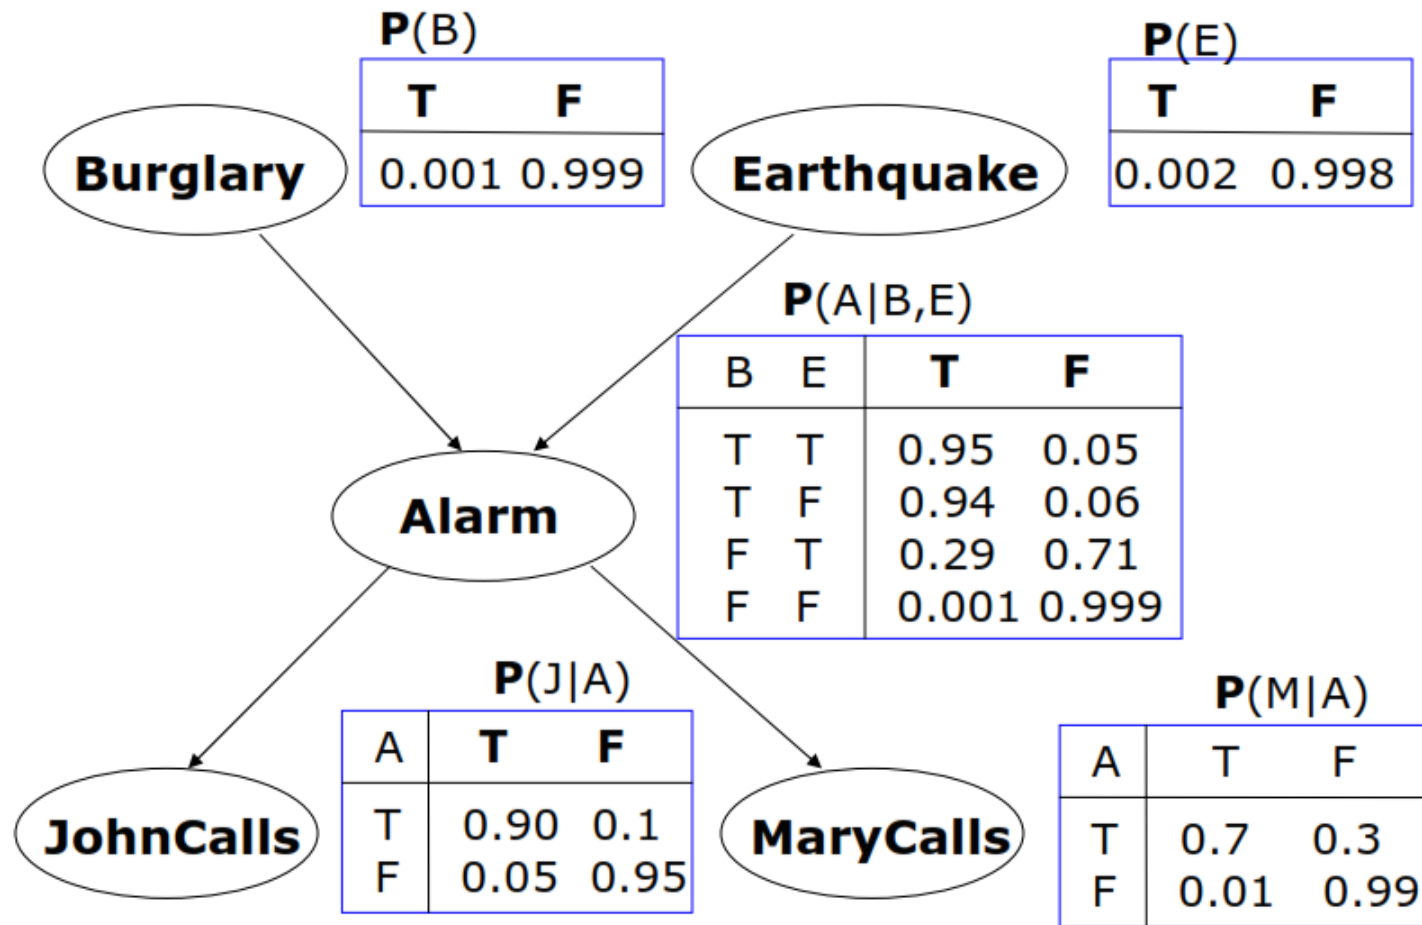 P(B)
T F
0.001 0.999
Burglary
P(E)
T F
0.002 0.998
Earthquake
P(A|B,E)
B E T F
T T 0.95 0.05
T F 0.94 0.06
F T 0.29 0.71
F F 0.001 0.999
Alarm
P(J|A)
A T F
T 0.90 0.1
F 0.05 0.95
JohnCalls
P(M|A)
A T F
T 0.7 0.3
F 0.01 0.99
MaryCalls